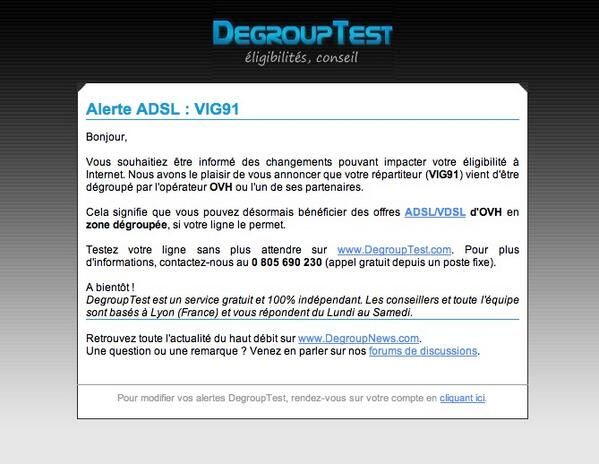 DEGROUPTEST
éligibilités, conseil
Alerte ADSL : VIG91
Bonjour,
Vous souhaitiez être informé des changements pouvant impacter votre éligibilité à
Internet. Nous avons le plaisir de vous annoncer que votre répartiteur (VIG91) vient d'être
dégroupé par l'opérateur OVH ou l'un de ses partenaires.
Cela signifie que vous pouvez désormais bénéficier des offres ADSL/VDSL d'OVH en
zone dégroupée, si votre ligne le permet.
Testez votre ligne sans plus attendre sur www.DegroupTest.com. Pour plus
d'informations, contactez-nous au 0 805 690 230 (appel gratuit depuis un poste fixe).
A bientôt !
DegroupTest est un service gratuit et 100% indépendant. Les conseillers et toute l'équipe
sont basés à Lyon (France) et vous répondent du Lundi au Samedi.
Retrouvez toute l'actualité du haut débit sur www.DegroupNews.com.
Une question ou une remarque ? Venez en parler sur nos forums de discussions.
Pour modifier vos alertes DegroupTest, rendez-vous sur votre compte en cliquant ici.